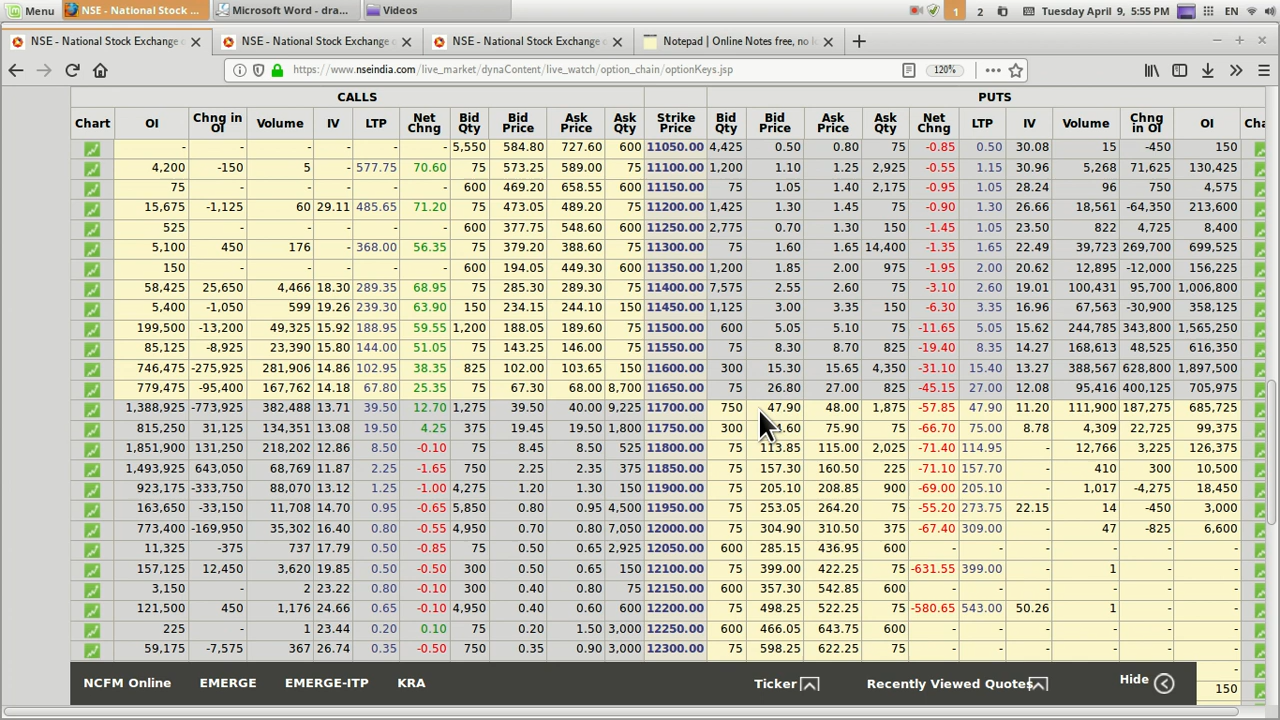 Menu NSE - National Stock ... Microsoft Word - dra... Videos 1 2 Tuesday April 9, 5:55 PM EN
NSE - National Stock Exchange o NSE - National Stock Exchange o NSE - National Stock Exchange o Notepad | Online Notes free, no lo
https://www.nseindia.com/live_market/dynaContent/live_watch/option_chain/optionKeys.jsp 120%
CALLS PUTS
Chart OI Chng in OI Volume IV LTP Net Chng Bid Qty Bid Price Ask Price Ask Qty Strike Price Bid Qty Bid Price Ask Price Ask Qty Net Chng LTP IV Volume Chng in OI OI Cha
- - - - - - 5,550 584.80 727.60 600 11050.00 4,425 0.50 0.80 75 -0.85 0.50 30.08 15 -450 150
4,200 -150 5 - 577.75 70.60 75 573.25 589.00 75 11100.00 1,200 1.10 1.25 2,925 -0.55 1.15 30.96 5,268 71,625 130,425
75 - - - - - 600 469.20 658.55 600 11150.00 75 1.05 1.40 2,175 -0.95 1.05 28.24 96 750 4,575
15,675 -1,125 60 29.11 485.65 71.20 75 473.05 489.20 75 11200.00 1,425 1.30 1.45 75 -0.90 1.30 26.66 18,561 -64,350 213,600
525 - - - - - 600 377.75 548.60 600 11250.00 2,775 0.70 1.30 150 -1.45 1.05 23.50 822 4,725 8,400
5,100 450 176 - 368.00 56.35 75 379.20 388.60 75 11300.00 75 1.60 1.65 14,400 -1.35 1.65 22.49 39,723 269,700 699,525
150 - - - - - 600 194.05 449.30 600 11350.00 1,200 1.85 2.00 975 -1.95 2.00 20.62 12,895 -12,000 156,225
58,425 25,650 4,466 18.30 289.35 68.95 75 285.30 289.30 75 11400.00 7,575 2.55 2.60 75 -3.10 2.60 19.01 100,431 95,700 1,006,800
5,400 -1,050 599 19.26 239.30 63.90 150 234.10 244.10 150 11450.00 1,125 3.00 3.35 150 -6.30 3.35 16.96 67,563 -30,900 358,125
199,500 -13,200 49,325 15.92 188.95 59.55 1,200 188.05 189.60 75 11500.00 600 5.05 5.10 75 -11.65 5.05 15.62 244,785 343,800 1,565,250
85,125 -8,925 23,390 15.80 144.00 51.05 75 143.25 146.00 75 11550.00 75 8.30 8.70 825 -19.40 8.35 14.27 168,613 48,525 616,350
746,475 -275,925 281,906 14.86 102.95 38.35 825 102.00 103.65 150 11600.00 300 15.30 15.65 4,350 -31.10 15.40 13.27 388,567 628,800 1,897,500
779,475 -95,400 167,762 14.18 67.80 25.35 75 67.30 68.00 8,700 11650.00 75 26.80 27.00 825 -45.15 27.00 12.08 95,416 400,125 705,975
1,388,925 -773,925 382,488 13.71 39.50 12.70 1,275 39.50 40.00 9,225 11700.00 750 47.90 48.00 1,875 -57.85 47.90 11.20 111,900 187,275 685,725
815,250 31,125 134,351 13.08 19.50 4.25 375 19.45 19.50 1,800 11750.00 300 75.90 75 -66.70 75.00 8.78 4,309 22,725 99,375
1,851,900 131,250 218,202 12.86 8.50 -0.10 450 8.45 8.50 525 11800.00 75 113.85 115.00 2,025 -71.40 114.95 - 12,766 3,225 126,375
1,493,925 643,050 68,769 11.87 2.25 -1.65 750 2.25 2.35 375 11850.00 75 157.30 160.50 225 -71.10 157.70 - 410 300 10,500
923,175 -333,750 88,070 13.12 1.25 -1.00 4,275 1.20 1.30 150 11900.00 75 205.10 208.85 900 -69.00 205.10 - 1,017 -4,275 18,450
163,650 -33,150 11,708 14.70 0.95 -0.65 5,850 0.80 0.95 4,500 11950.00 75 253.05 264.20 75 -55.20 273.75 22.15 14 -450 3,000
773,400 -169,950 35,302 16.40 0.80 -0.55 4,950 0.70 0.80 7,050 12000.00 75 304.90 310.50 375 -67.40 309.00 - 47 -825 6,600
11,325 -375 737 17.79 0.50 -0.85 75 0.50 0.65 2,925 12050.00 600 285.15 436.95 600 - - - - - -
157,125 12,450 3,620 19.85 0.50 -0.50 300 0.50 0.65 150 12100.00 75 399.00 422.25 75 -631.55 399.00 - 1 - -
3,150 - 2 23.22 0.80 -0.10 300 0.40 0.80 75 12150.00 600 357.30 542.85 600 - - - - - -
121,500 450 1,176 24.66 0.65 -0.10 4,950 0.40 0.60 600 12200.00 75 498.25 522.25 75 -580.65 543.00 50.26 1 - -
225 - 1 23.44 0.20 0.10 75 0.20 1.50 3,000 12250.00 600 466.05 643.75 600 - - - - - -
59,175 -7,575 367 26.74 0.35 -0.50 750 0.35 0.90 3,000 12300.00 75 598.25 622.25 75 - - - - - -
-
NCFM Online EMERGE EMERGE-ITP KRA Ticker Recently Viewed Quotes Hide
150